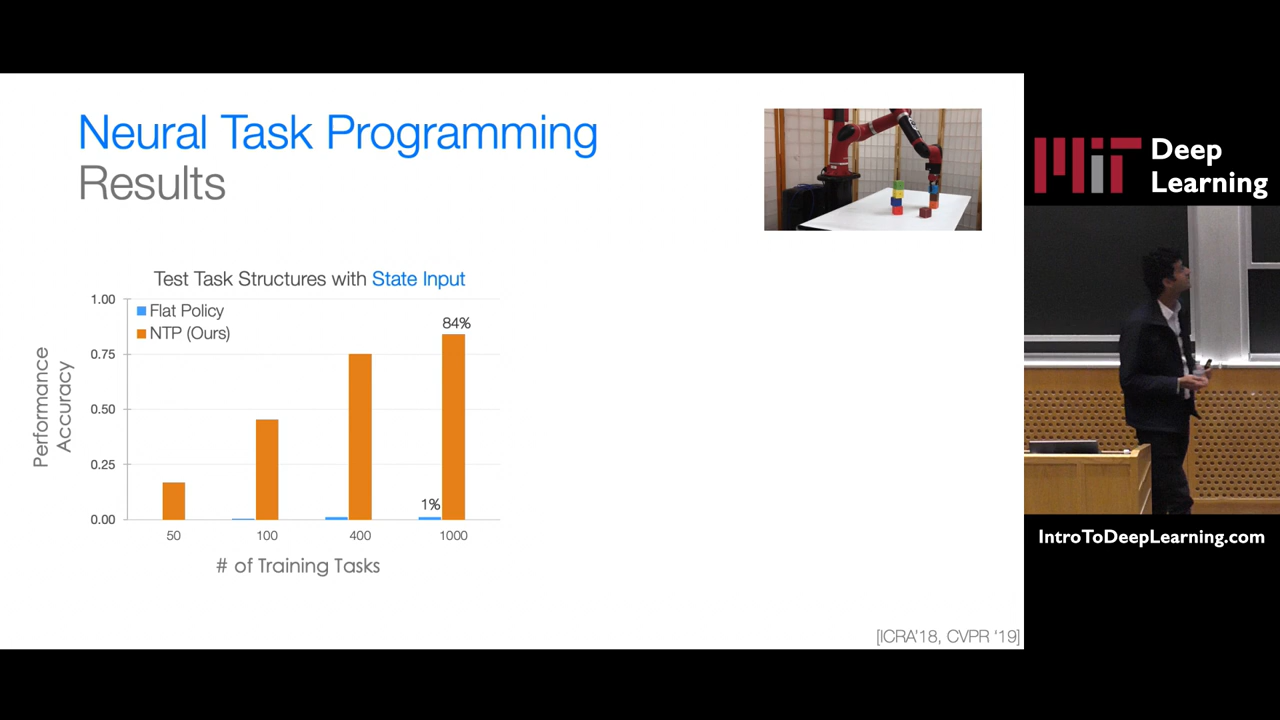 Neural Task Programming
Results
Test Task Structures with State Input
1.00
0.75
0.50
0.25
0.00
Performance
Accuracy
Flat Policy
NTP (Ours)
84%
1%
50
100
400
1000
# of Training Tasks
[ICRA'18, CVPR '19]
MIT Deep
Learning
IntroToDeepLearning.com